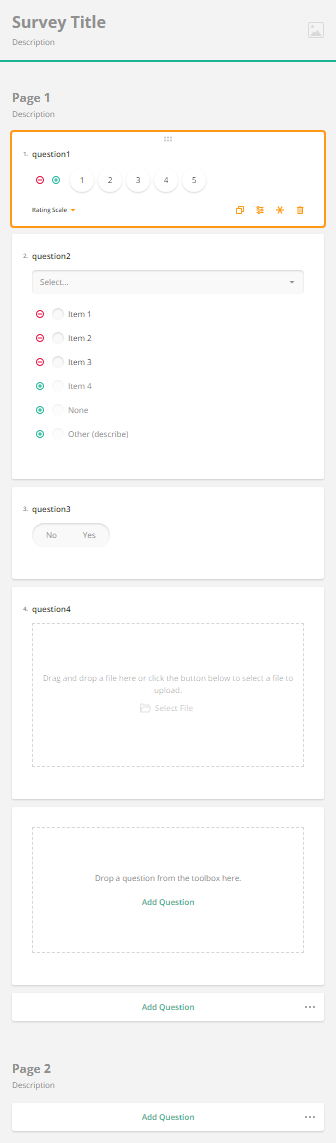 Survey Title
Description
Page 1
Description
1. question1
1 2 3 4 5
Rating Scale
2. question2
Select...
Item 1
Item 2
Item 3
Item 4
None
Other (describe)
3. question3
No Yes
4. question4
Drag and drop a file here or click the button below to select a file to
upload.
Select File
Drop a question from the toolbox here.
Add Question
Add Question
Page 2
Description
Add Question